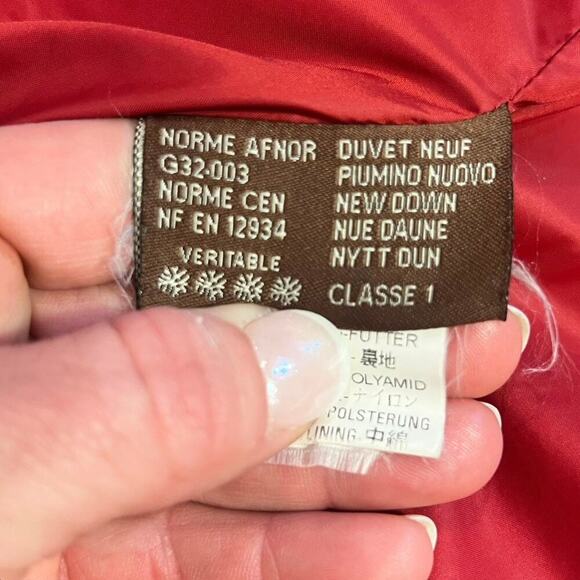 NORME AFNOR
G32-003
NORME CEN
NF EN 12934
VERITABLE
DUVET NEUF
PIUMINO NUOVO
NEW DOWN
NUE DAUNE
NYTT DUN
CLASSE 1
-FUTTER
- 裏地
OLYAMID
-ナイロン
POLSTERUNG
LINING- 中綿